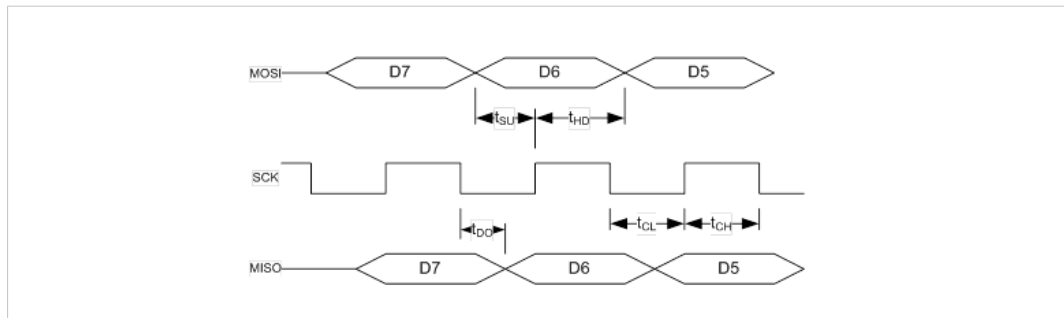 MOSI D7 D6 D5
tSU tHD
SCK
tCL tCH
tDO
MISO D7 D6 D5